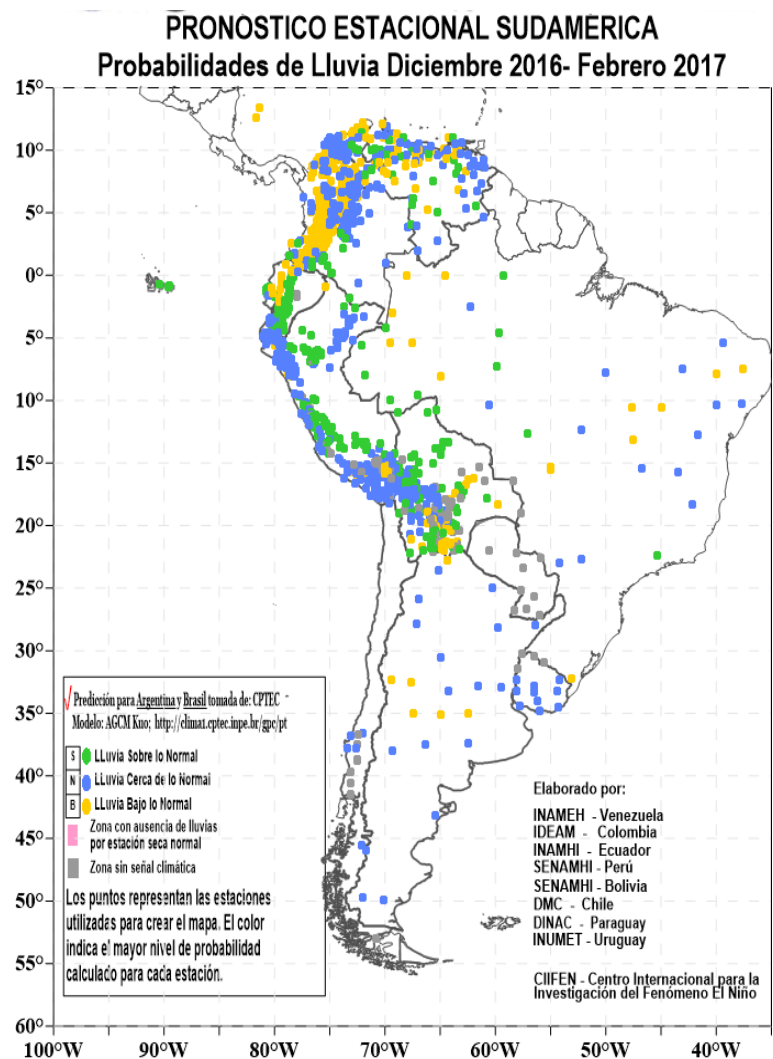 PRONOSTICO ESTACIONAL SUDAMERICA
Probabilidades de Lluvia Diciembre 2016- Febrero 2017
15º
10º
5º
0º
5º
10º
15º
20º
25º
30º
35º
40º
45º
50º
55º
60º
100ºW
90ºW
80ºW
70ºW
60ºW
50ºW
40ºW
Predicción para Argentina y Brasil tomada de: CPTEC
Modelo: AGCM Kuo; http://clima1.cptec.inpe.br/gpc/pt
S LLuvia Sobre lo Normal
N LLuvia Cerca de lo Normal
B LLuvia Bajo lo Normal
Zona con ausencia de lluvias
por estación seca normal
Zona sin señal climática
Los puntos representan las estaciones
utilizadas para crear el mapa. El color
indica el mayor nivel de probabilidad
calculado para cada estación.
Elaborado por:
INAMEH - Venezuela
IDEAM - Colombia
INAMHI - Ecuador
SENAMHI - Perú
SENAMHI - Bolivia
DMC - Chile
DINAC - Paraguay
INUMET - Uruguay
CIIFEN - Centro Internacional para la
Investigación del Fenómeno El Niño